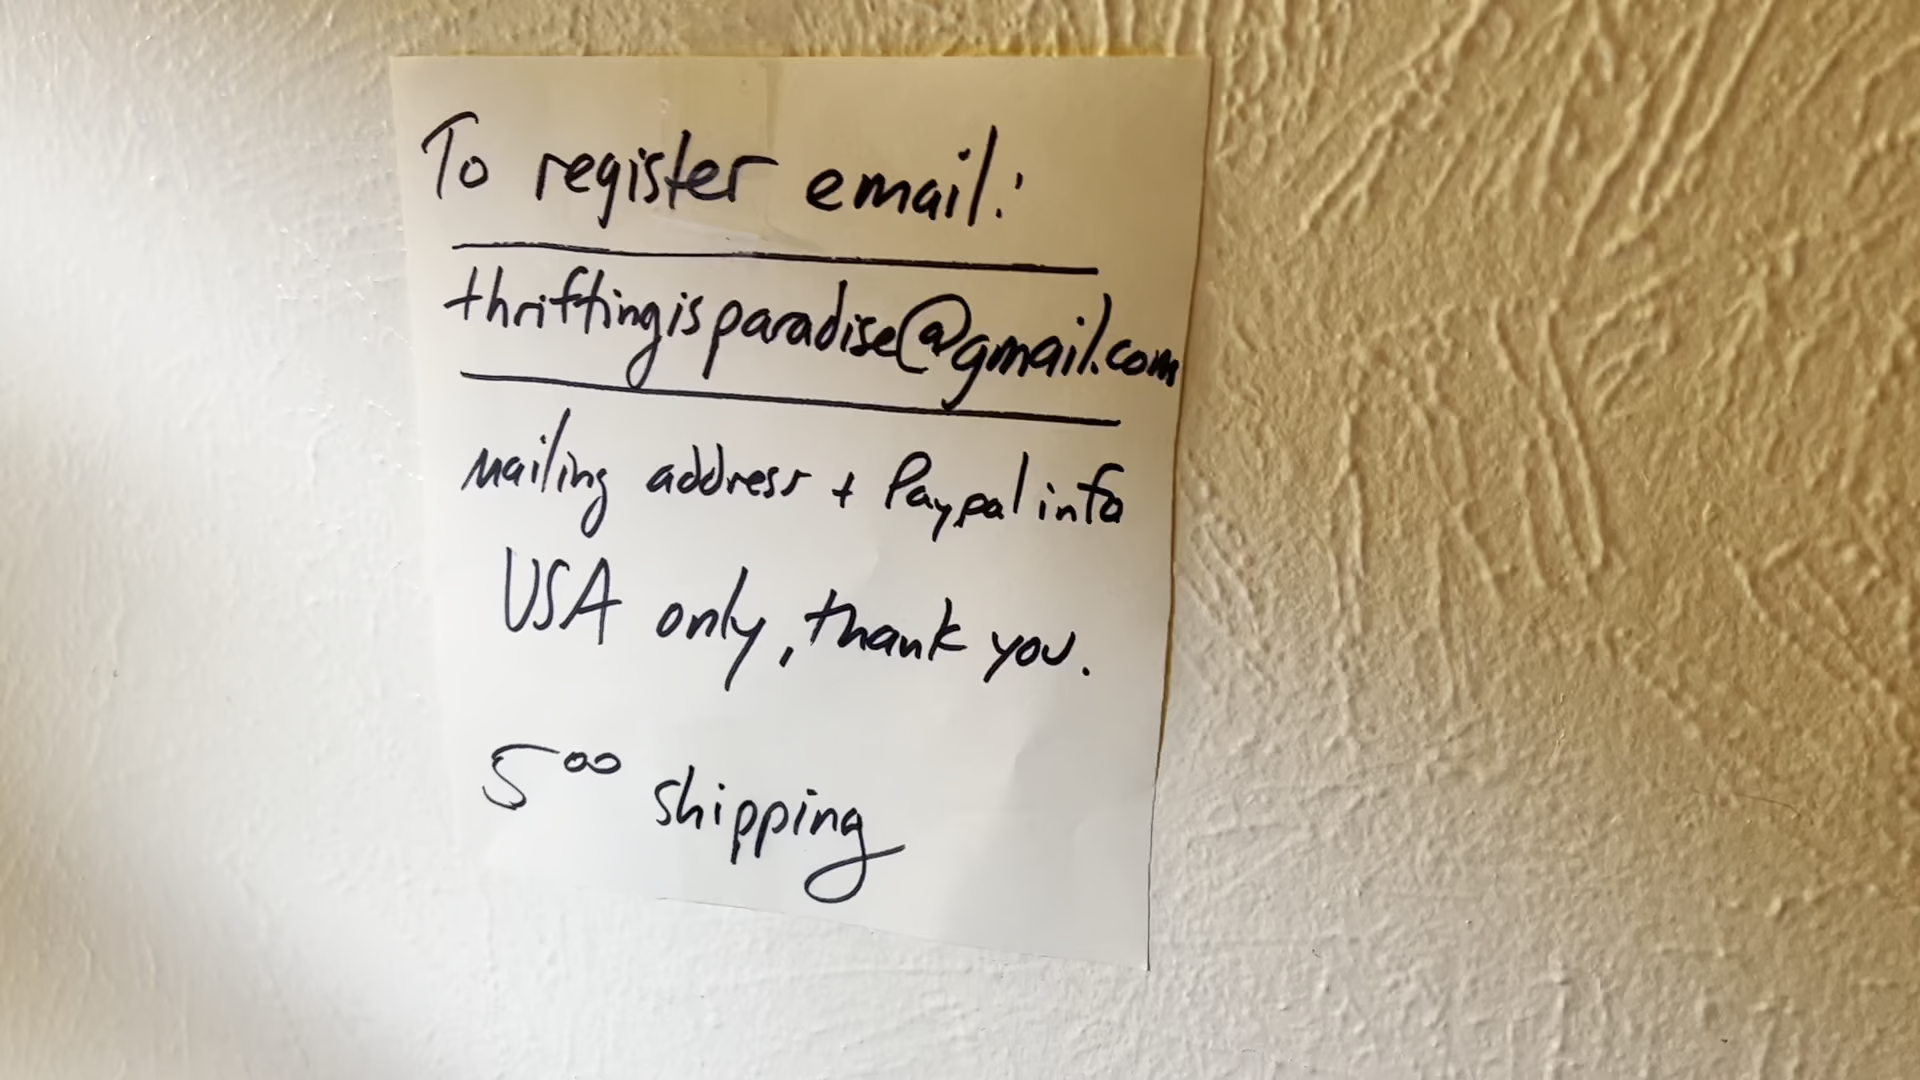 To register email:
thriftingisparadise@gmail.com
Mailing address + Paypal info
USA only, thank you.
5⁰⁰ shipping